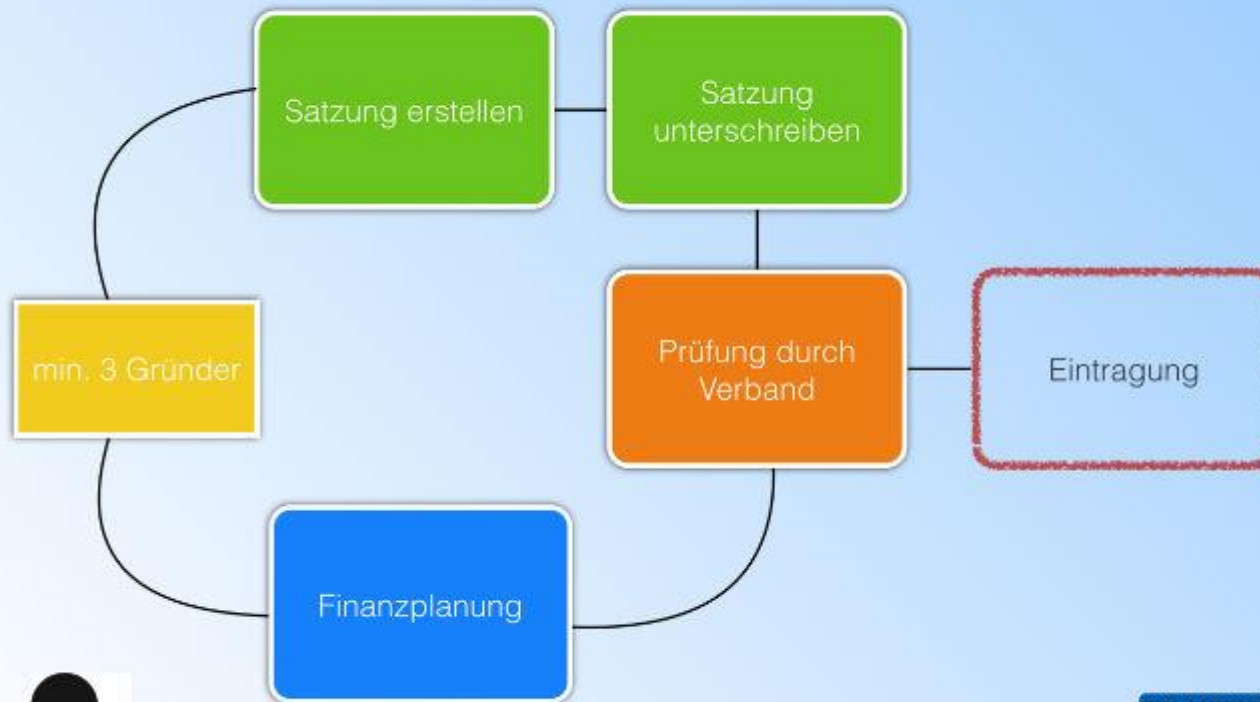 Satzung erstellen
Satzung
unterschreiben
min. 3 Gründer
Prüfung durch
Verband
Eintragung
Finanzplanung